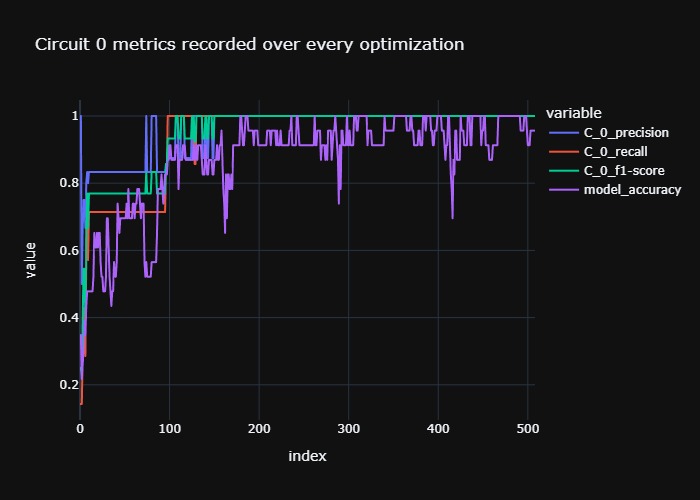 Circuit 0 metrics recorded over every optimization
variable
C_0_precision
C_0_recall
C_0_f1-score
model_accuracy
value
1
0.8
0.6
0.4
0.2
0
100
200
300
400
500
index